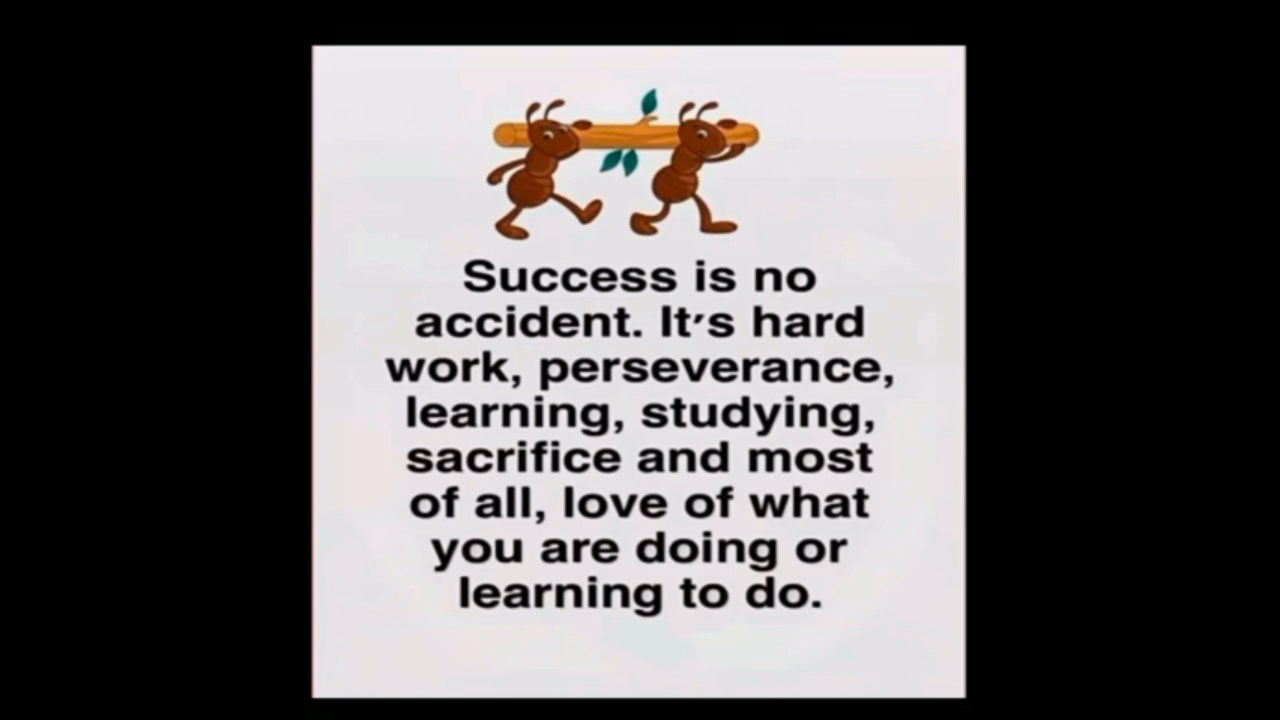 Success is no
accident. It's hard
work, perseverance,
learning, studying,
sacrifice and most
of all, love of what
you are doing or
learning to do.